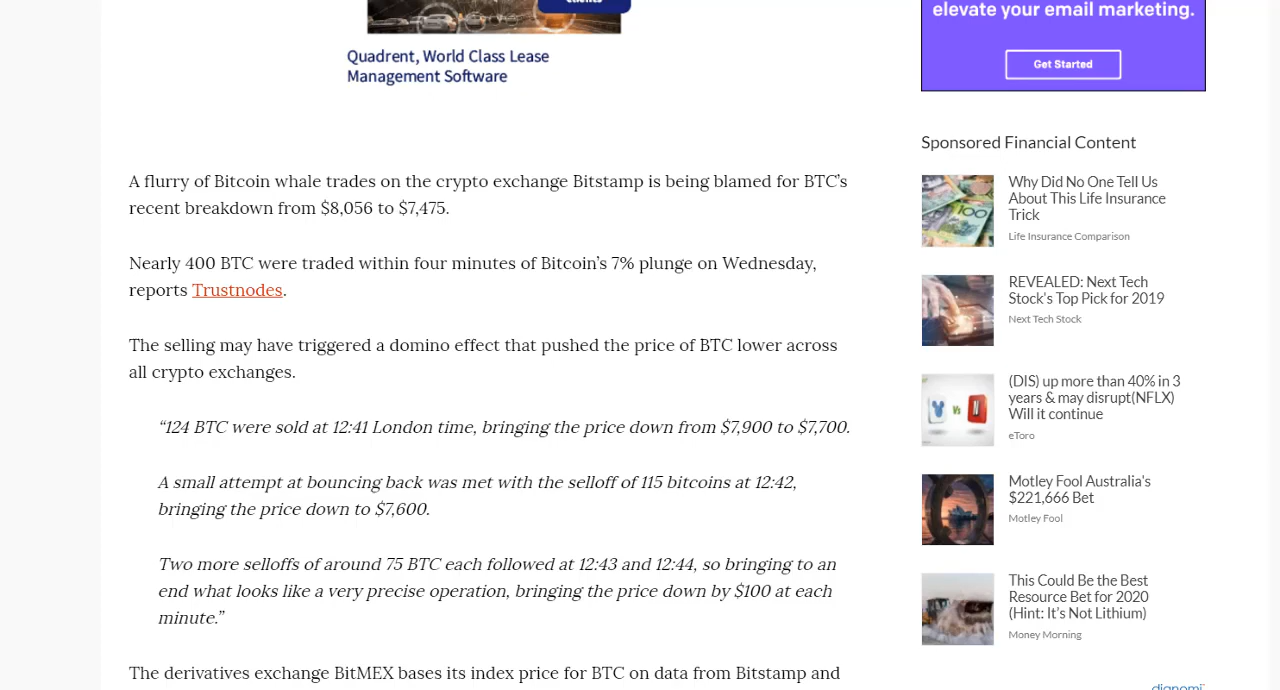 Quadrent, World Class Lease
Management Software
A flurry of Bitcoin whale trades on the crypto exchange Bitstamp is being blamed for BTC’s
recent breakdown from $8,056 to $7,475.
Nearly 400 BTC were traded within four minutes of Bitcoin’s 7% plunge on Wednesday,
reports Trustnodes.
The selling may have triggered a domino effect that pushed the price of BTC lower across
all crypto exchanges.
“124 BTC were sold at 12:41 London time, bringing the price down from $7,900 to $7,700.
A small attempt at bouncing back was met with the selloff of 115 bitcoins at 12:42,
bringing the price down to $7,600.
Two more selloffs of around 75 BTC each followed at 12:43 and 12:44, so bringing to an
end what looks like a very precise operation, bringing the price down by $100 at each
minute.”
The derivatives exchange BitMEX bases its index price for BTC on data from Bitstamp and
elevate your email marketing.
Get Started
Sponsored Financial Content
Why Did No One Tell Us
About This Life Insurance
Trick
Life Insurance Comparison
REVEALED: Next Tech
Stock's Top Pick for 2019
Next Tech Stock
(DIS) up more than 40% in 3
years & may disrupt(NFLX)
Will it continue
eToro
Motley Fool Australia's
$221,666 Bet
Motley Fool
This Could Be the Best
Resource Bet for 2020
(Hint: It’s Not Lithium)
Money Morning